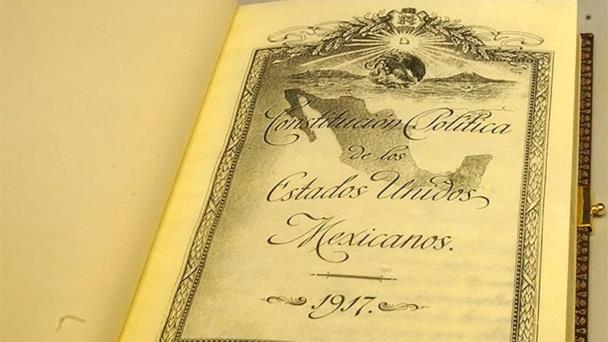 Constitución Política
de los
Estados Unidos
Mexicanos.
1917.